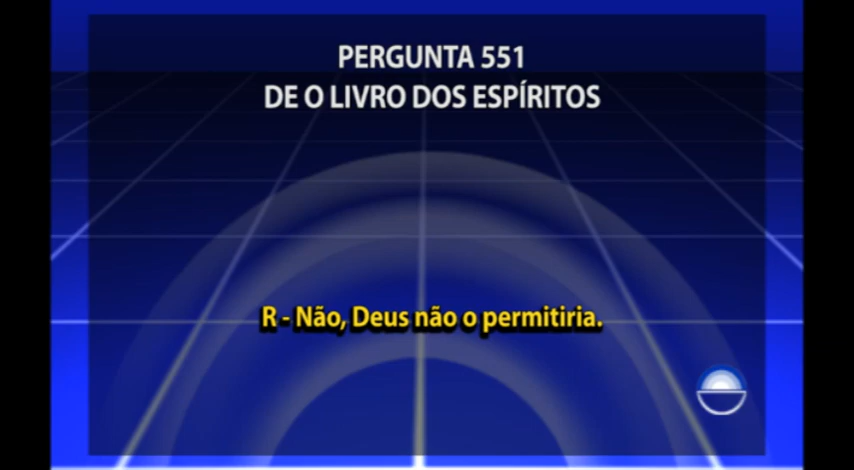 PERGUNTA 551
DE O LIVRO DOS ESPÍRITOS
R - Não, Deus não o permitiria.